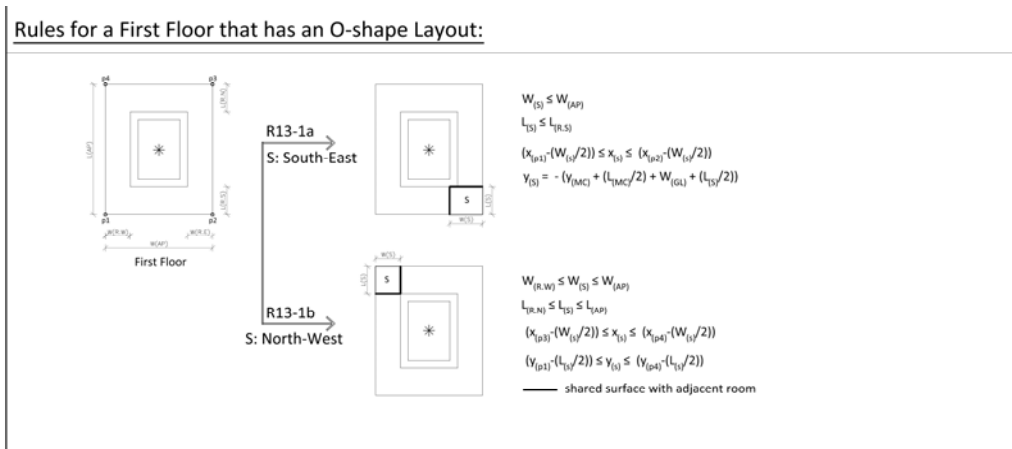 Rules for a First Floor that has an O-shape Layout:
p4
p3
L(R.N)
L(AP)
L(R.S)
p1
p2
W(R.W)
W(R.E)
W(AP)
First Floor
R13-1a
S: South-East
S
L(S)
W(S)
W(S) ≤ W(AP)
L(S) ≤ L(R.S)
(x(p1)-(W(s)/2)) ≤ x(s) ≤ (x(p2)-(W(s)/2))
y(S) = - (y(MC) + (L(MC)/2) + W(GL) + (L(S)/2))
R13-1b
S: North-West
W(S)
L(S)
S
W(R.W) ≤ W(S) ≤ W(AP)
L(R.N) ≤ L(S) ≤ L(AP)
(x(p3)-(W(s)/2)) ≤ x(s) ≤ (x(p4)-(W(s)/2))
(y(p1)-(L(s)/2)) ≤ y(s) ≤ (y(p4)-(L(s)/2))
shared surface with adjacent room